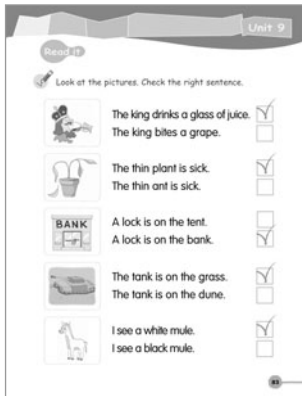 Unit 9
Read it
Look at the pictures. Check the right sentence.
The king drinks a glass of juice.
The king bites a grape.
The thin plant is sick.
The thin ant is sick.
BANK
A lock is on the tent.
A lock is on the bank.
The tank is on the grass.
The tank is on the dune.
I see a white mule.
I see a black mule.
83